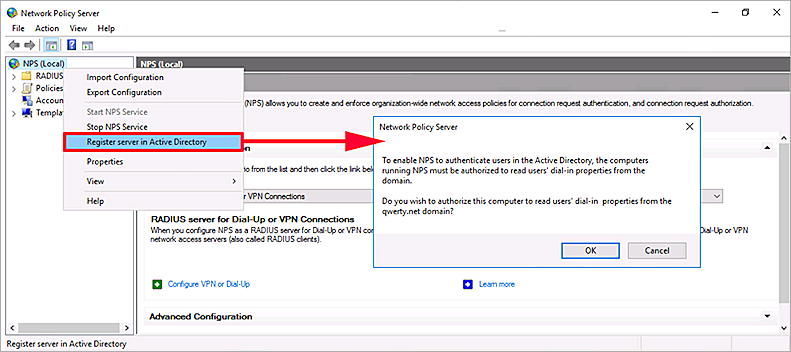 Network Policy Server
File Action View Help
NPS (Local)
RADIUS
Policies
Accoun
Templa
Import Configuration
Export Configuration
Start NPS Service
Stop NPS Service
Register server in Active Directory
Properties
View
Help
NPS (Local)
(NPS) allows you to create and enforce organization-wide network access policies for connection request authentication, and connection request authorization.
on
to from the list and then click the link belo
or VPN Connections
RADIUS server for Dial-Up or VPN Connections
When you configure NPS as a RADIUS server for Dial-Up or VPN con
Dial-Up or VPN
network access servers (also called RADIUS clients).
Configure VPN or Dial-Up
Learn more
Advanced Configuration
Network Policy Server
To enable NPS to authenticate users in the Active Directory, the computers
running NPS must be authorized to read users' dial-in properties from the
domain.
Do you wish to authorize this computer to read users' dial-in properties from the
qwerty.net domain?
OK Cancel
Register server in Active Directory